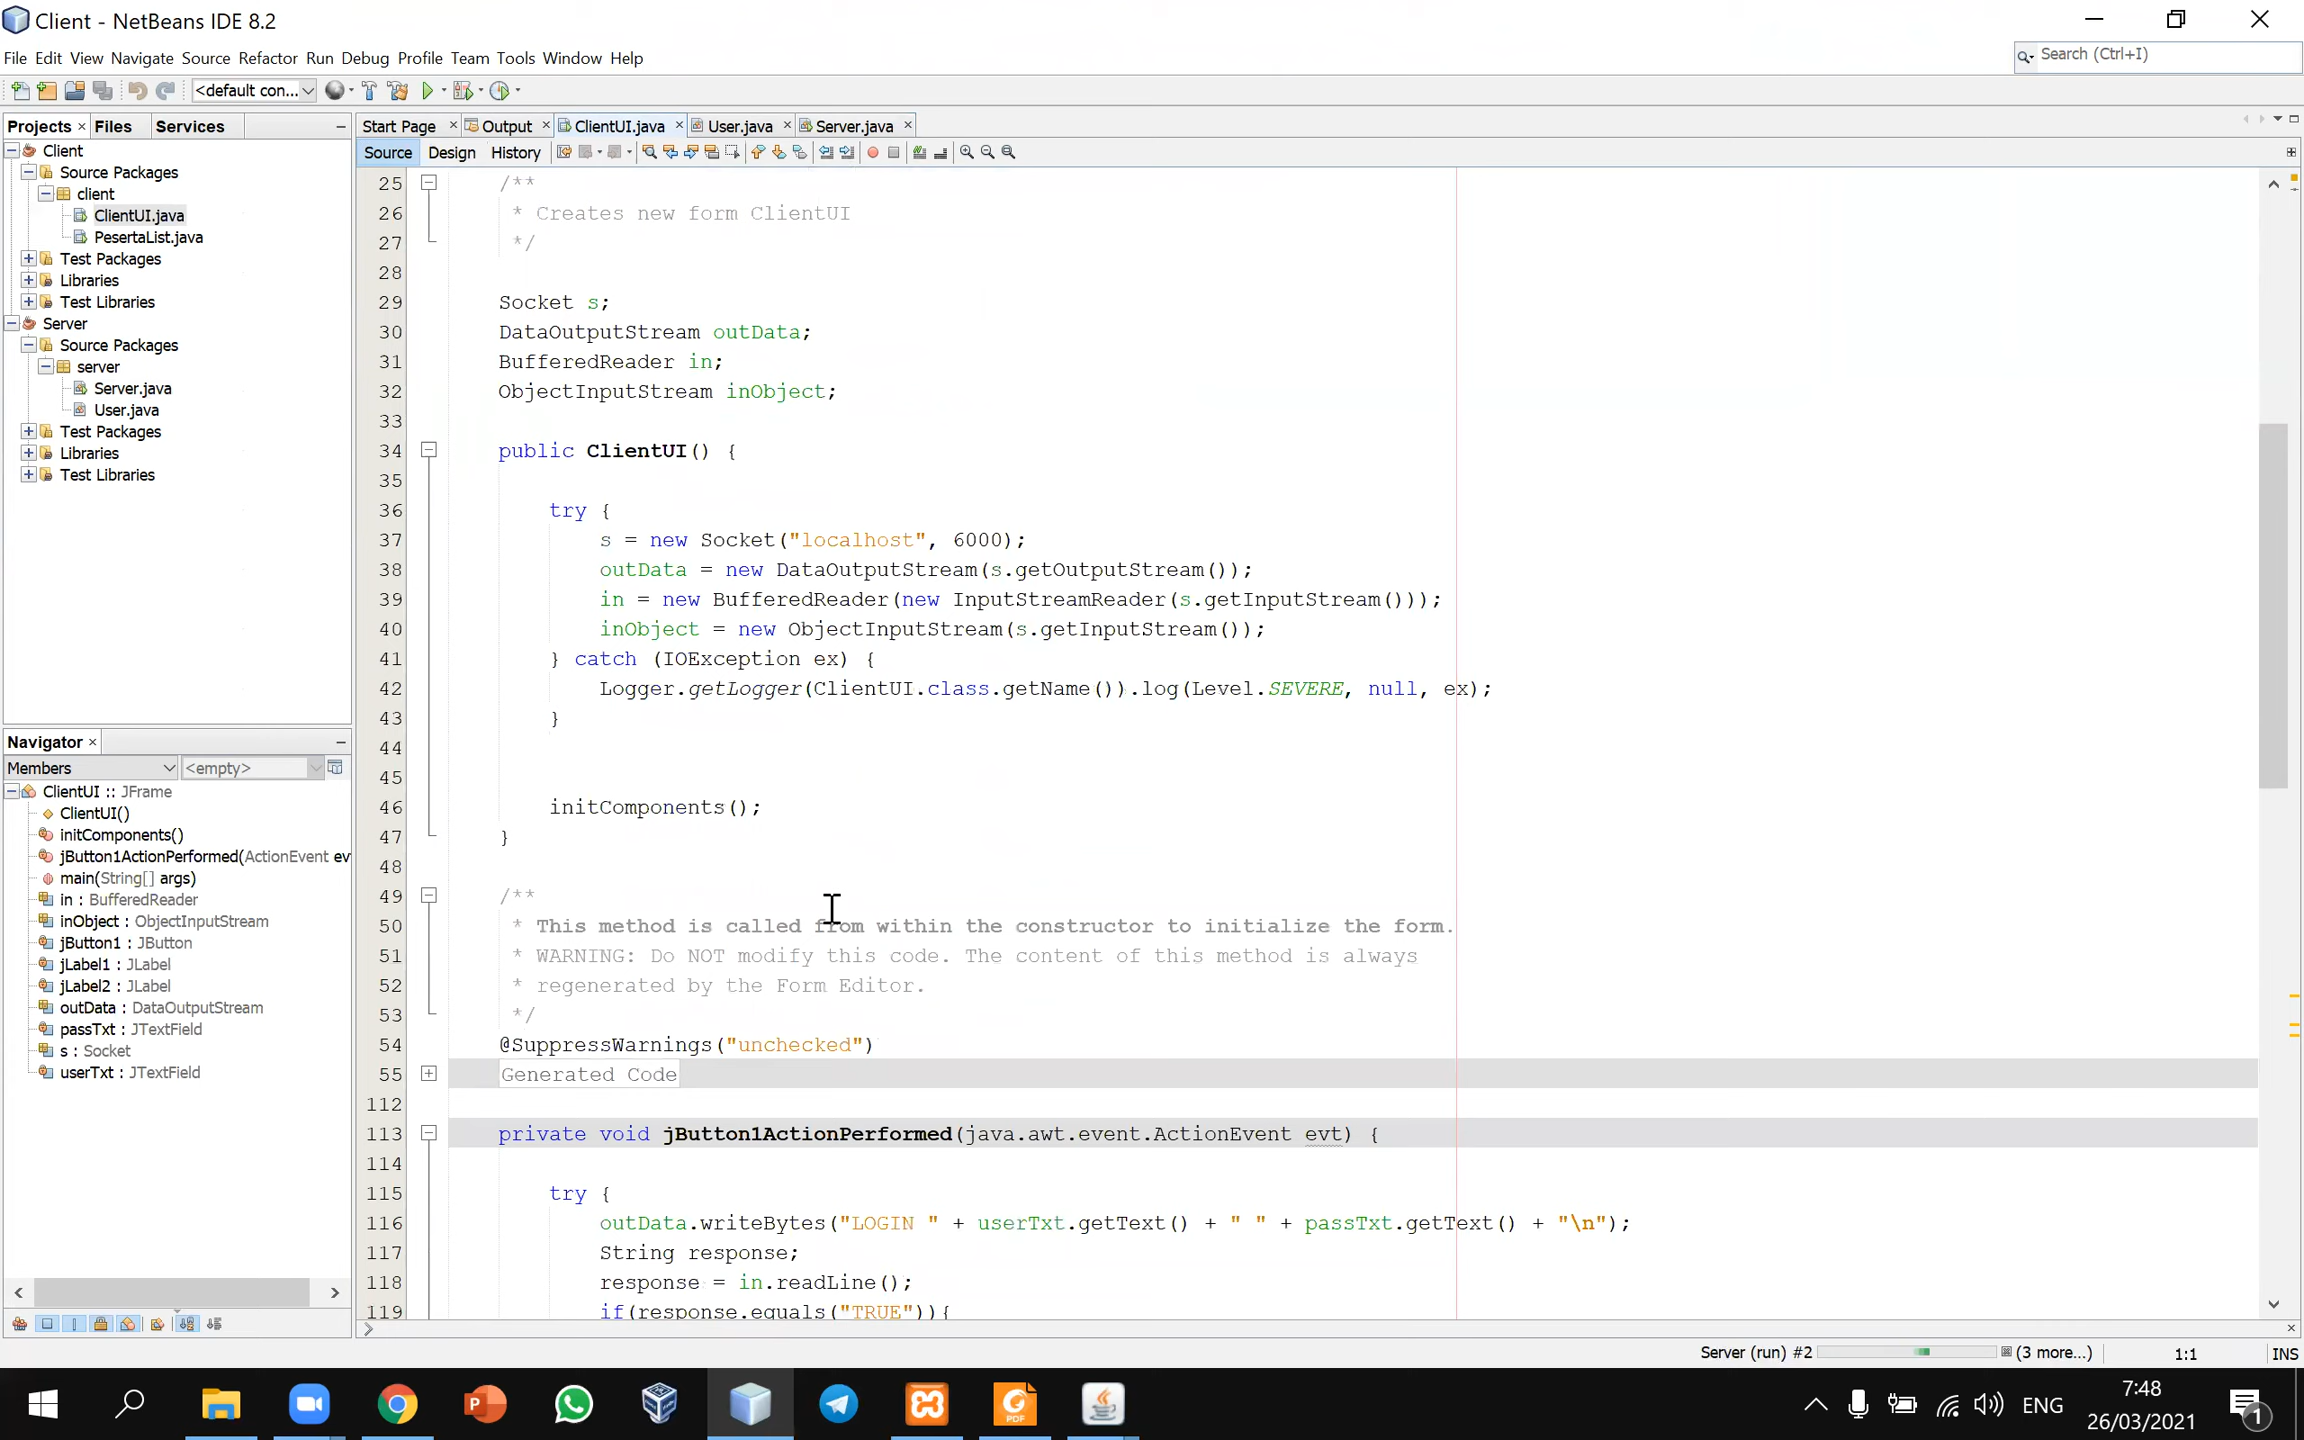 Client - NetBeans IDE 8.2
File Edit View Navigate Source Refactor Run Debug Profile Team Tools Window Help
Search (Ctrl+I)
<default con...
Projects Files Services
Start Page Output ClientUI.java User.java Server.java
Source Design History
Client
Source Packages
client
ClientUI.java
PesertaList.java
Test Packages
Libraries
Test Libraries
Server
Source Packages
server
Server.java
User.java
Test Packages
Libraries
Test Libraries
Navigator
Members <empty>
ClientUI :: JFrame
ClientUI()
initComponents()
jButton1ActionPerformed(ActionEvent ev
main(String[] args)
in : BufferedReader
inObject : ObjectInputStream
jButton1 : JButton
jLabel1 : JLabel
jLabel2 : JLabel
outData : DataOutputStream
passTxt : JTextField
s : Socket
userTxt : JTextField
25 /**
26 * Creates new form ClientUI
27 */
28
29 Socket s;
30 DataOutputStream outData;
31 BufferedReader in;
32 ObjectInputStream inObject;
33
34 public ClientUI() {
35
36 try {
37 s = new Socket("localhost", 6000);
38 outData = new DataOutputStream(s.getOutputStream());
39 in = new BufferedReader(new InputStreamReader(s.getInputStream()));
40 inObject = new ObjectInputStream(s.getInputStream());
41 } catch (IOException ex) {
42 Logger.getLogger(ClientUI.class.getName()).log(Level.SEVERE, null, ex);
43 }
44
45
46 initComponents();
47 }
48
49 /**
50 * This method is called from within the constructor to initialize the form.
51 * WARNING: Do NOT modify this code. The content of this method is always
52 * regenerated by the Form Editor.
53 */
54 @SuppressWarnings("unchecked")
55 Generated Code
112
113 private void jButton1ActionPerformed(java.awt.event.ActionEvent evt) {
114
115 try {
116 outData.writeBytes("LOGIN " + userTxt.getText() + " " + passTxt.getText() + "\n");
117 String response;
118 response = in.readLine();
119 if(response.equals("TRUE")){
Server (run) #2 (3 more...) 1:1 INS
ENG
7:48
26/03/2021
1